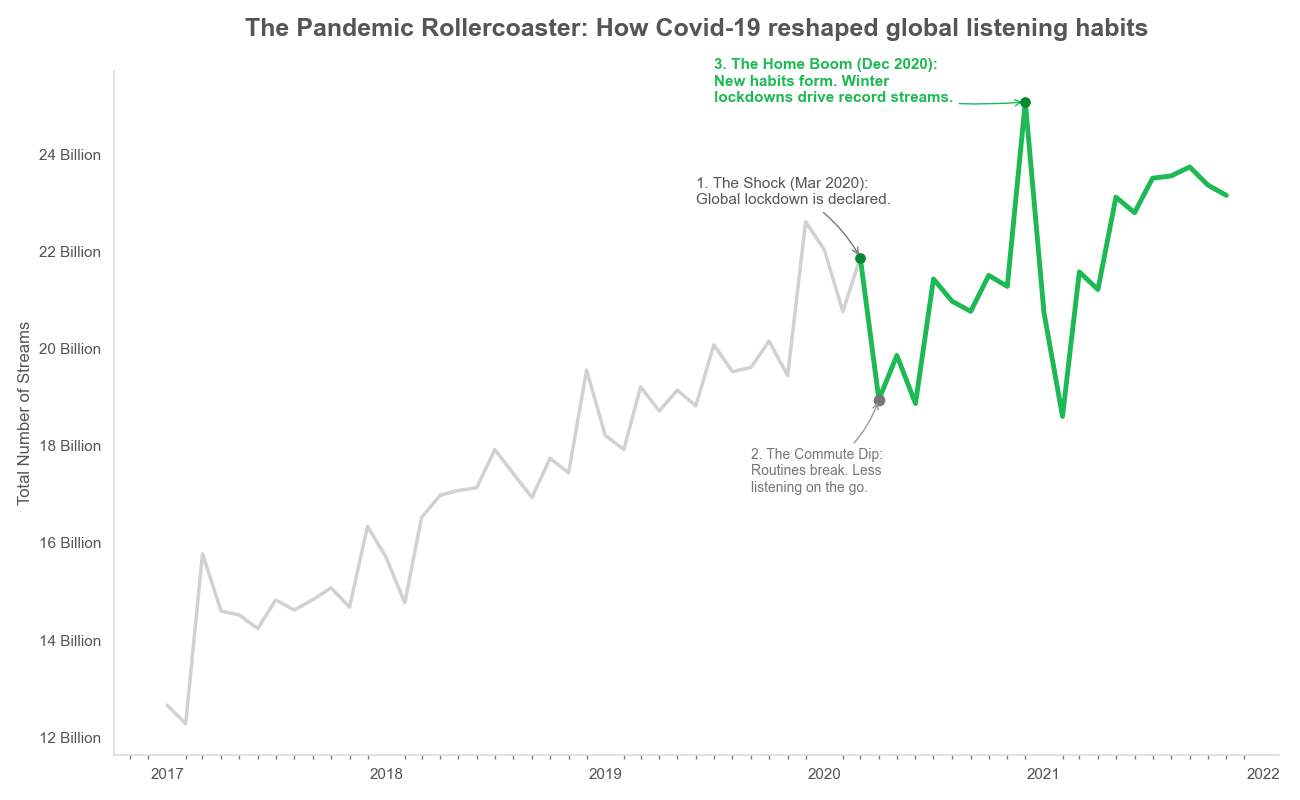 The Pandemic Rollercoaster: How Covid-19 reshaped global listening habits
3. The Home Boom (Dec 2020):
New habits form. Winter
lockdowns drive record streams.
1. The Shock (Mar 2020):
Global lockdown is declared.
2. The Commute Dip:
Routines break. Less
listening on the go.
Total Number of Streams
24 Billion
22 Billion
20 Billion
18 Billion
16 Billion
14 Billion
12 Billion
2017
2018
2019
2020
2021
2022